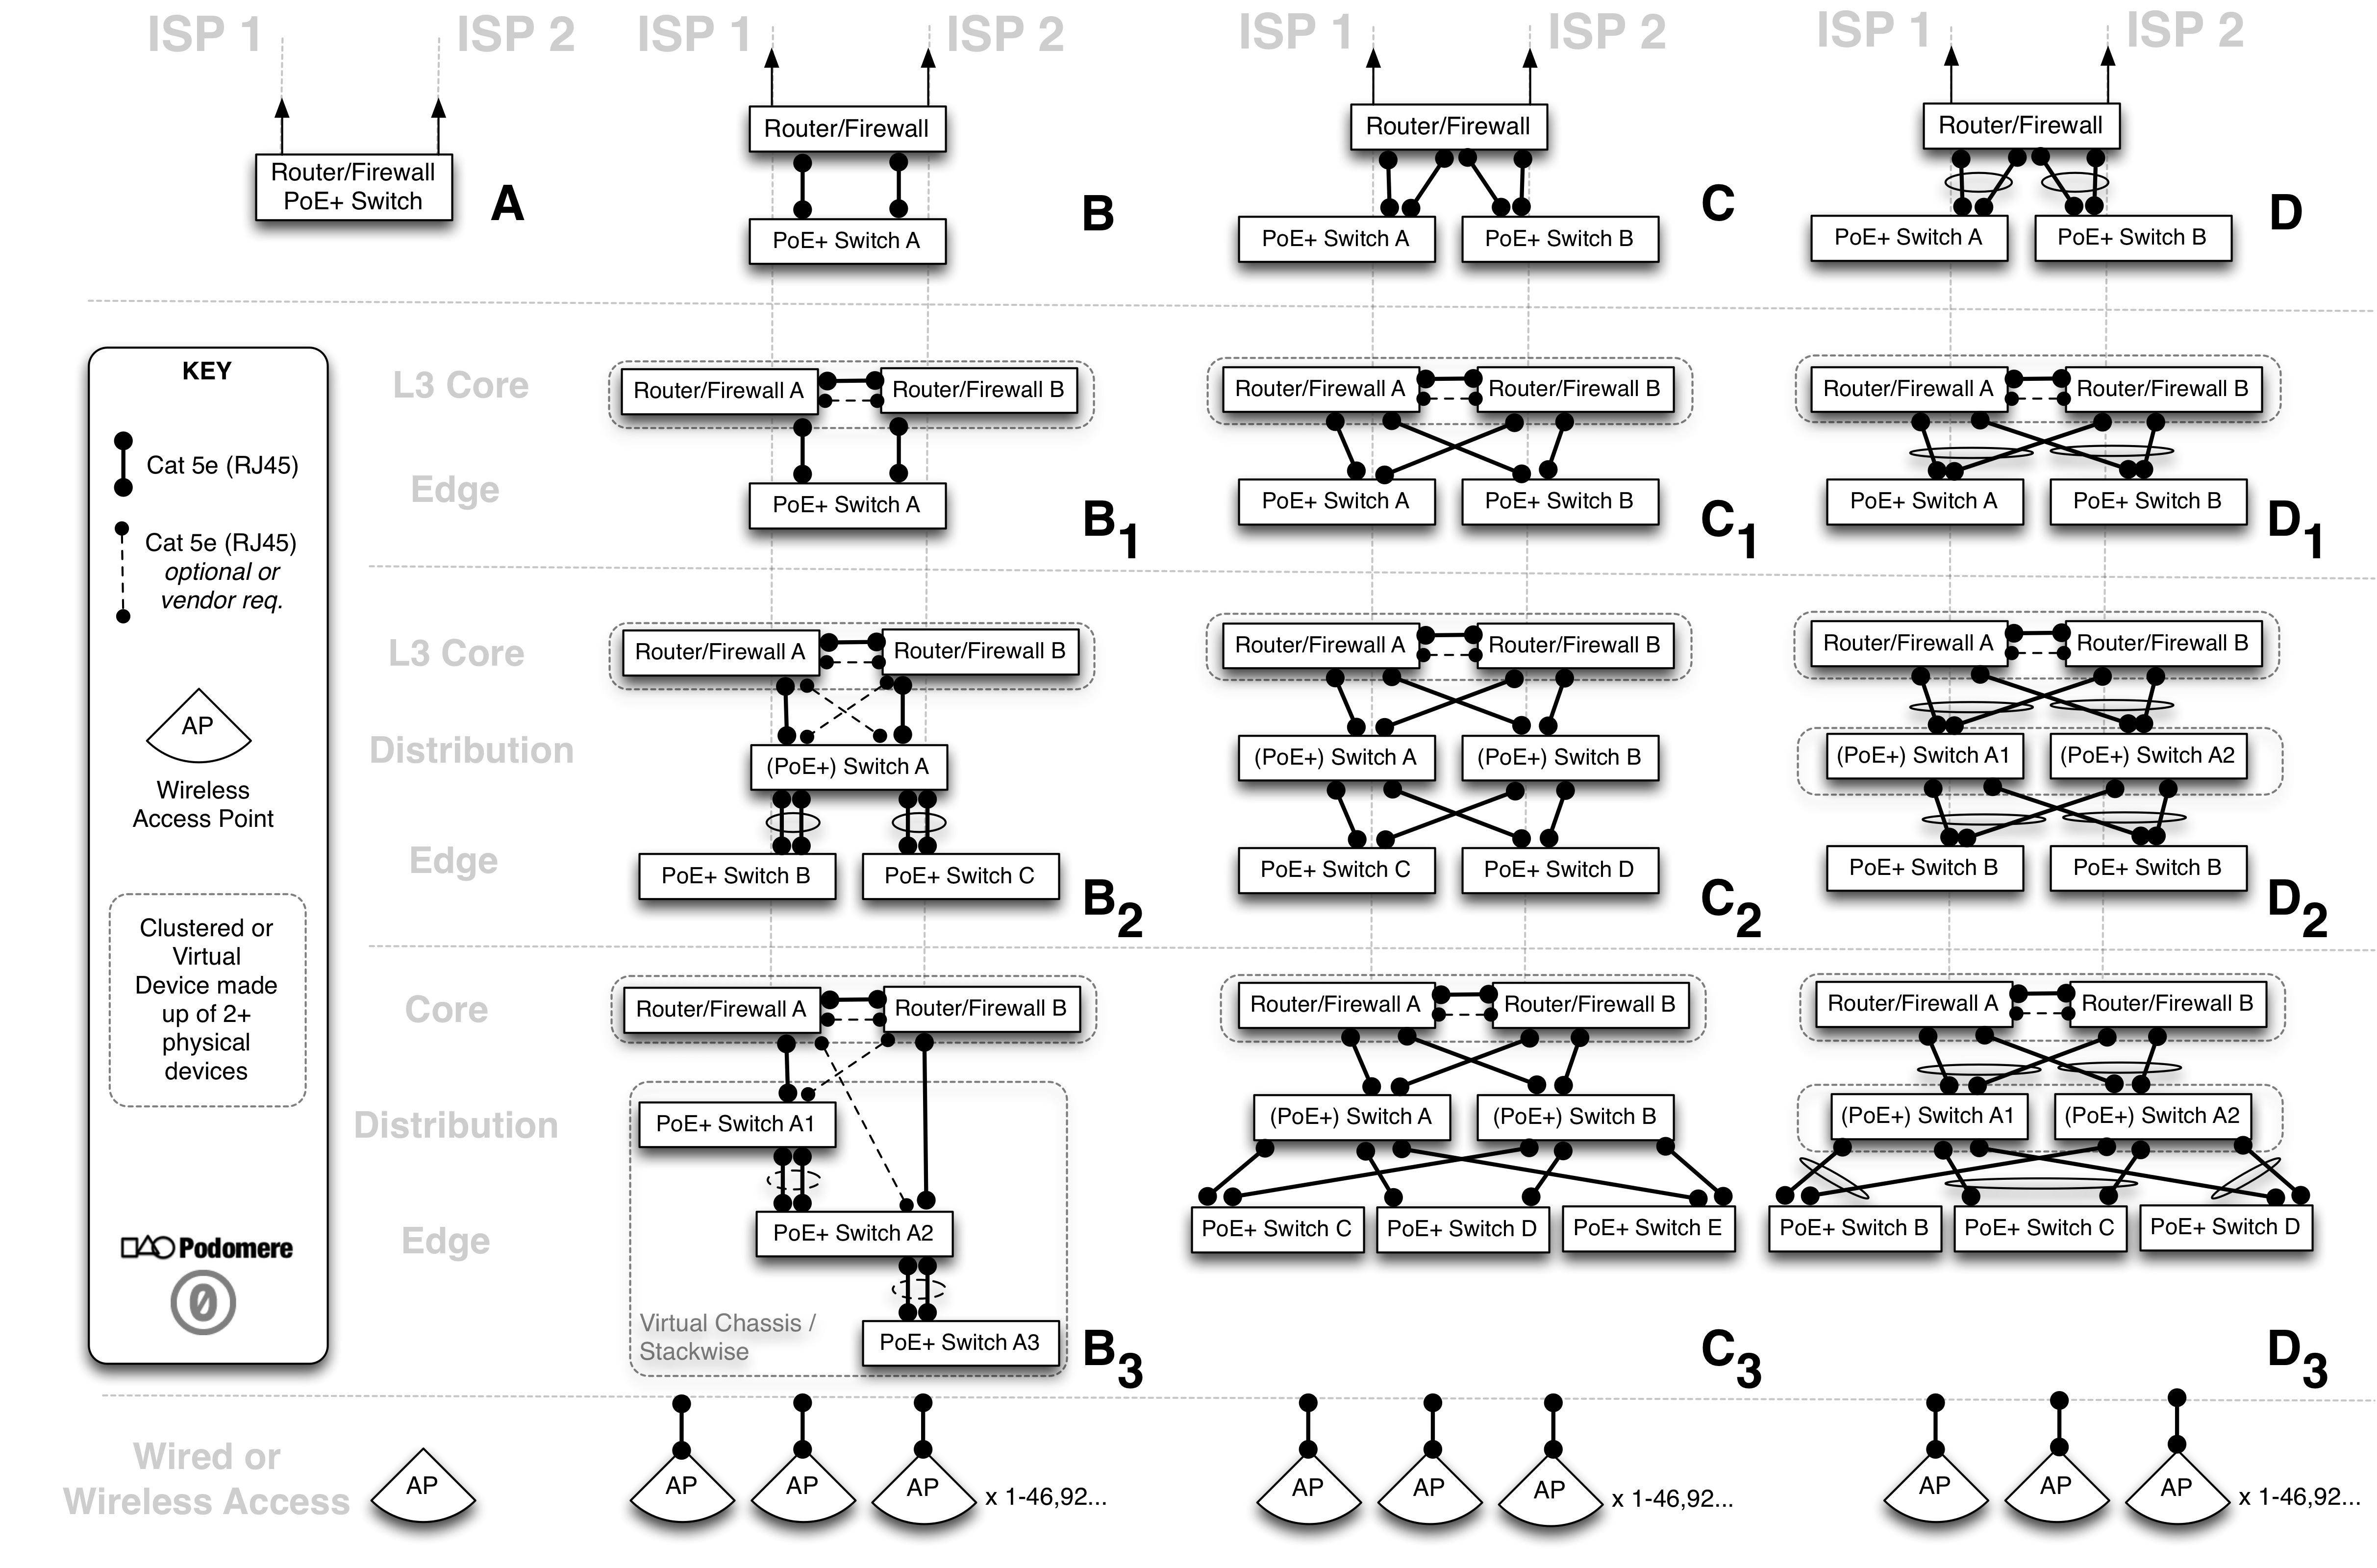 ISP 1
ISP 2
ISP 1
ISP 2
ISP 1
ISP 2
ISP 1
ISP 2
Router/Firewall
PoE+ Switch
A
Router/Firewall
PoE+ Switch A
B
Router/Firewall
PoE+ Switch A
PoE+ Switch B
C
Router/Firewall
PoE+ Switch A
PoE+ Switch B
D
KEY
Cat 5e (RJ45)
Cat 5e (RJ45)
optional or
vendor req.
AP
Wireless
Access Point
Clustered or
Virtual
Device made
up of 2+
physical
devices
Podomere
0
L3 Core
Edge
Router/Firewall A
Router/Firewall B
PoE+ Switch A
B1
Router/Firewall A
Router/Firewall B
PoE+ Switch A
PoE+ Switch B
C1
Router/Firewall A
Router/Firewall B
PoE+ Switch A
PoE+ Switch B
D1
L3 Core
Distribution
Edge
Router/Firewall A
Router/Firewall B
(PoE+) Switch A
PoE+ Switch B
PoE+ Switch C
B2
Router/Firewall A
Router/Firewall B
(PoE+) Switch A
(PoE+) Switch B
PoE+ Switch C
PoE+ Switch D
C2
Router/Firewall A
Router/Firewall B
(PoE+) Switch A1
(PoE+) Switch A2
PoE+ Switch B
PoE+ Switch B
D2
Core
Distribution
Edge
Router/Firewall A
Router/Firewall B
PoE+ Switch A1
PoE+ Switch A2
PoE+ Switch A3
Virtual Chassis /
Stackwise
B3
Router/Firewall A
Router/Firewall B
(PoE+) Switch A
(PoE+) Switch B
PoE+ Switch C
PoE+ Switch D
PoE+ Switch E
C3
Router/Firewall A
Router/Firewall B
(PoE+) Switch A1
(PoE+) Switch A2
PoE+ Switch B
PoE+ Switch C
PoE+ Switch D
D3
Wired or
Wireless Access
AP
AP
AP
AP
x 1-46,92...
AP
AP
AP
x 1-46,92...
AP
AP
AP
x 1-46,92...